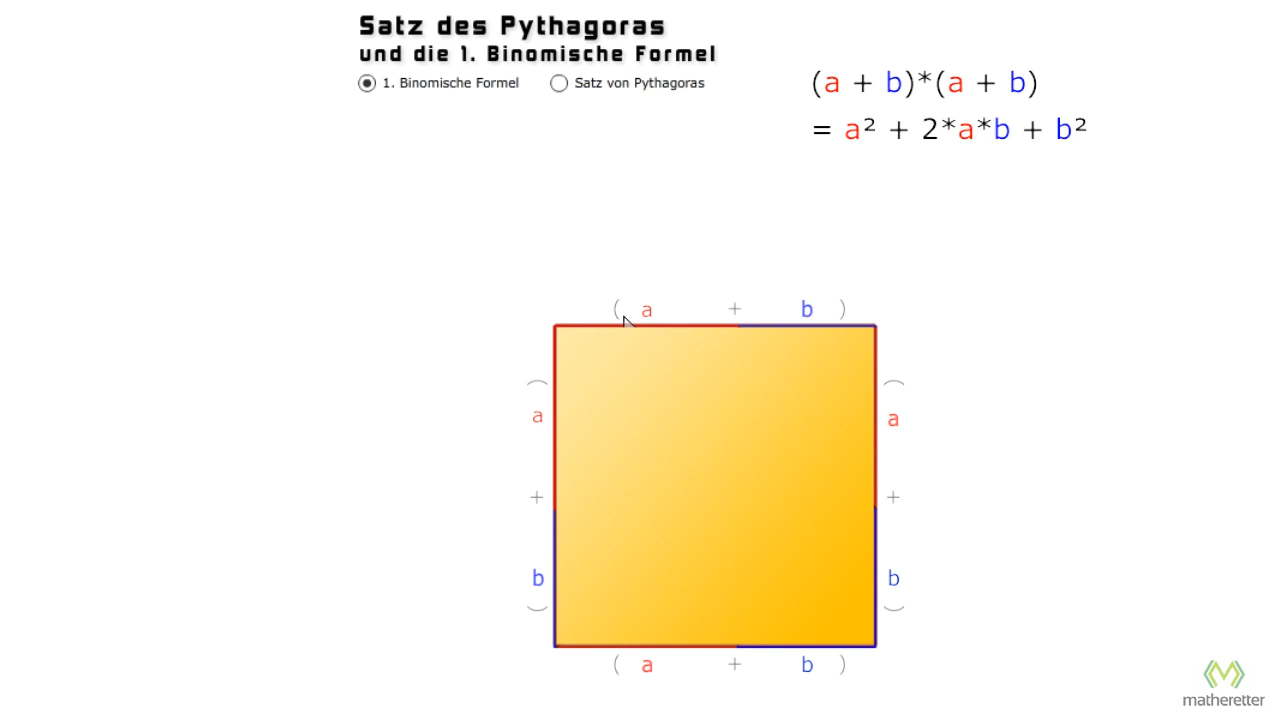 Satz des Pythagoras
und die 1. Binomische Formel
1. Binomische Formel Satz von Pythagoras
(a + b)*(a + b)
= a² + 2*a*b + b²
( a + b )
( a + b )
( a + b )
( a + b )
matheretter